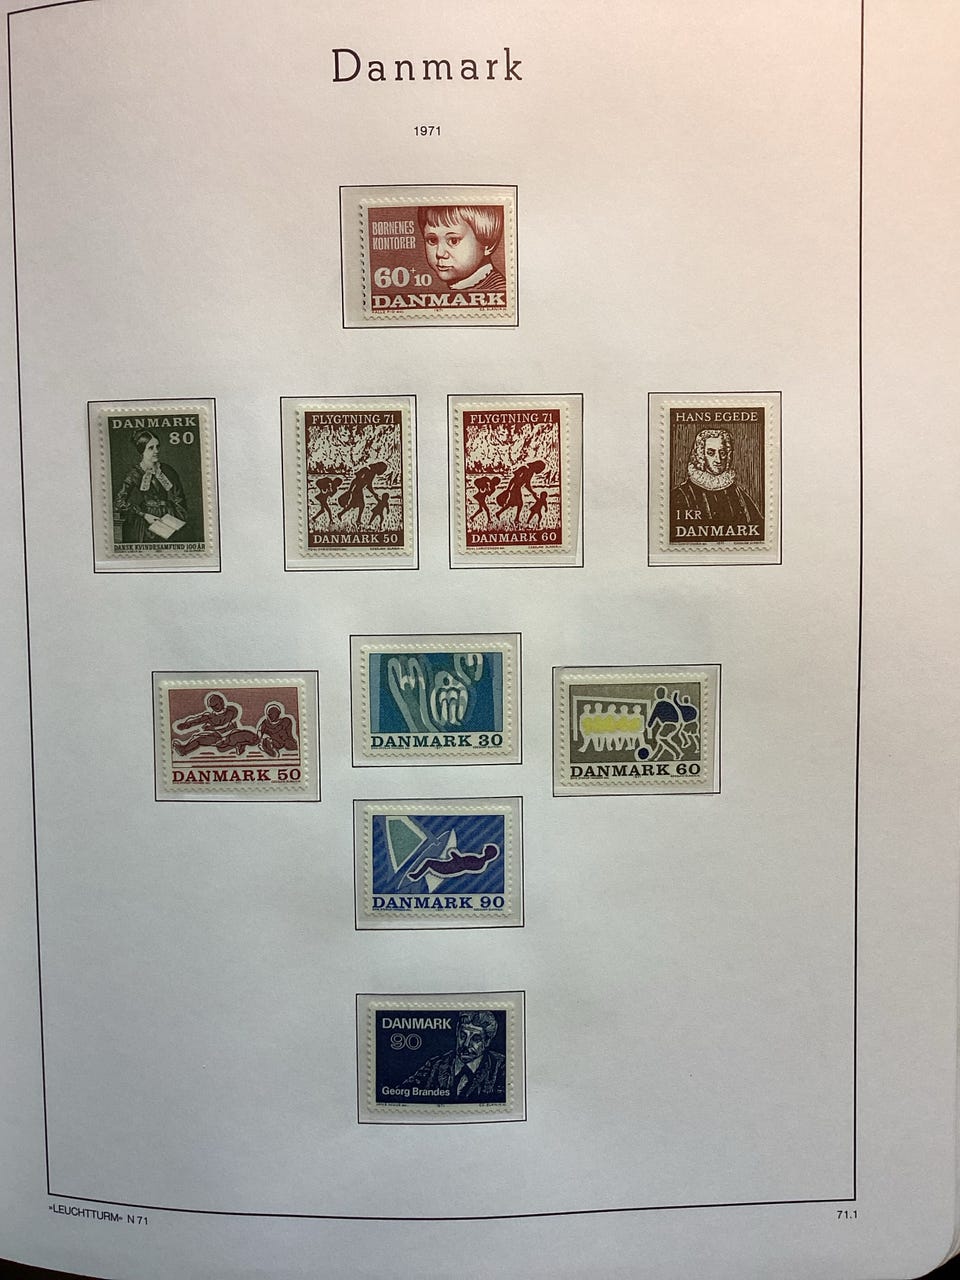 Danmark
1971
BØRNENES
KONTORER
60+10
DANMARK
1971
DANMARK
80
DANSK KVINDESAMFUND 100 ÅR
FLYGTNING 71
DANMARK 50
FLYGTNING 71
DANMARK 60
HANS EGEDE
1 KR
DANMARK
DANMARK 50
DANMARK 30
DANMARK 60
DANMARK 90
DANMARK
90
Georg Brandes
»LEUCHTTURM« N 71
71.1